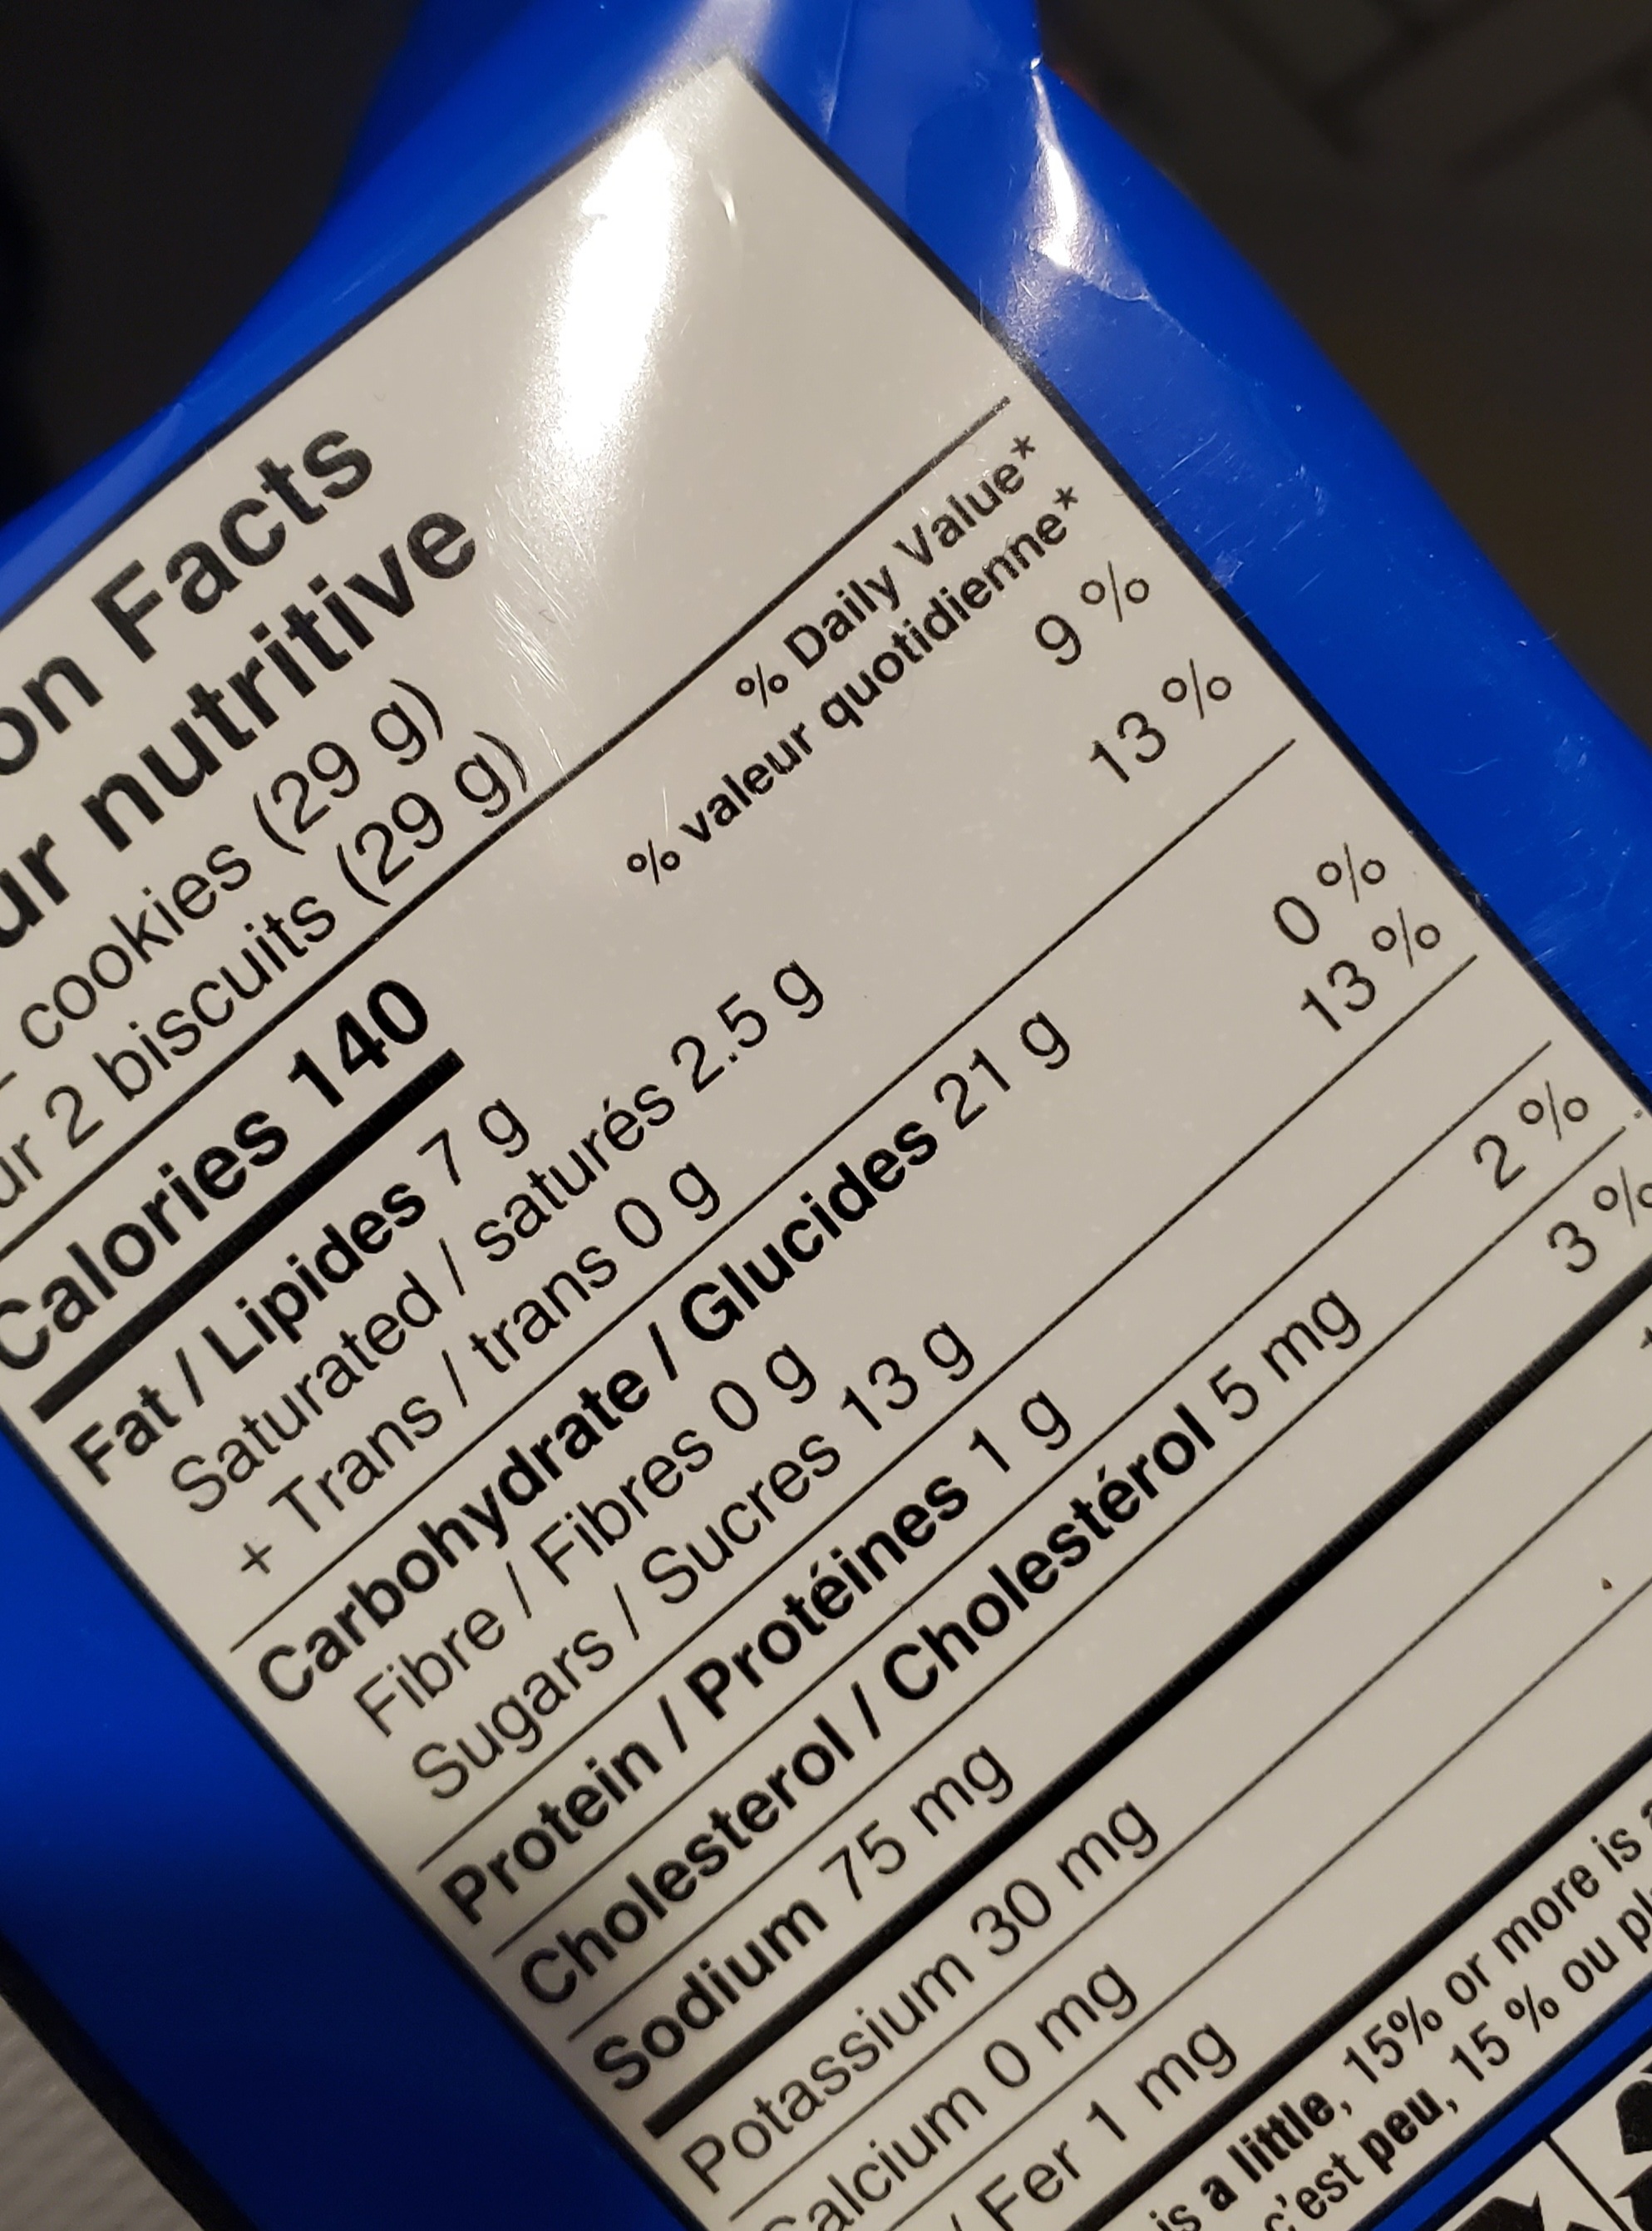 on Facts
ur nutritive
cookies (29 g)
ur 2 biscuits (29 g)
Calories 140
% Daily Value*
% valeur quotidienne*
Fat / Lipides 7 g 9 %
Saturated / saturés 2.5 g 13 %
+ Trans / trans 0 g
Carbohydrate / Glucides 21 g
Fibre / Fibres 0 g 0 %
Sugars / Sucres 13 g 13 %
Protein / Protéines 1 g
Cholesterol / Cholestérol 5 mg 2 %
Sodium 75 mg 3 %
Potassium 30 mg
alcium 0 mg
/ Fer 1 mg
is a little, 15% or more is a
c'est peu, 15 % ou pl